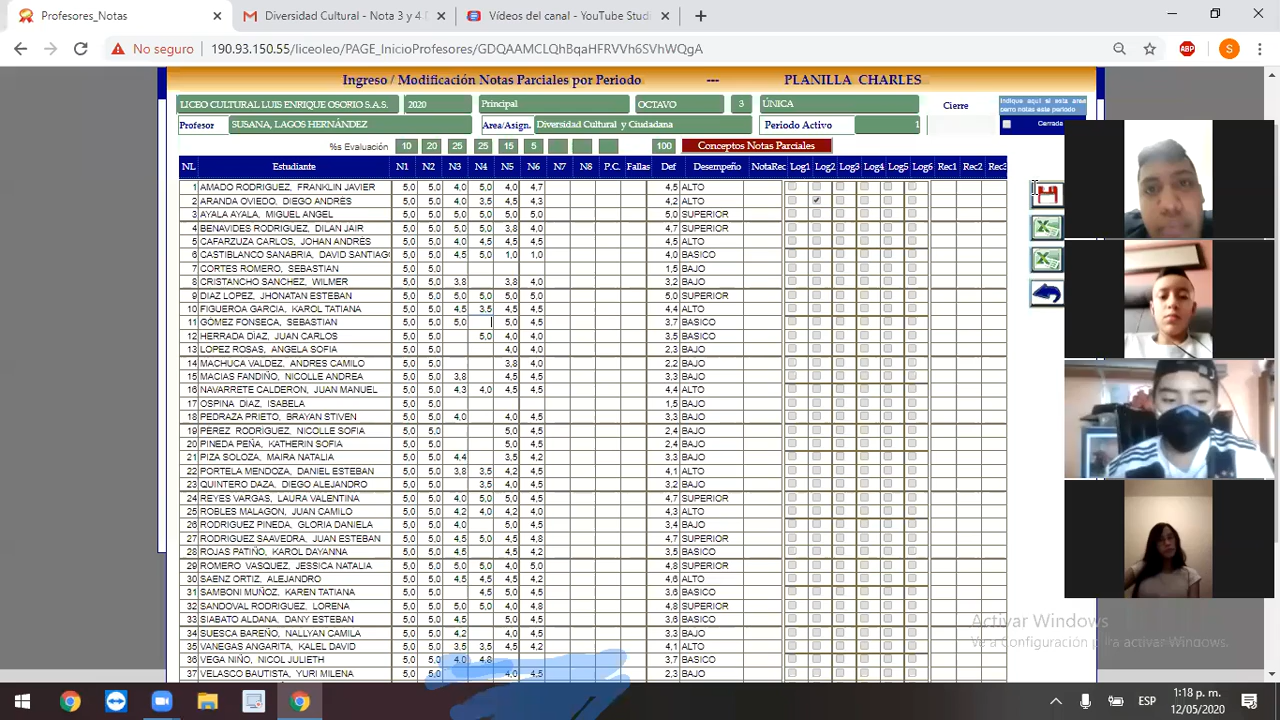 Profesores_Notas
Diversidad Cultural - Nota 3 y 4 D
Vídeos del canal - YouTube Studi
No seguro 190.93.150.55/liceoleo/PAGE_InicioProfesores/GDQAAMCLQhBqaHFRVVh6SVhWQgA
ABP S
Ingreso / Modificación Notas Parciales por Periodo --- PLANILLA CHARLES
LICEO CULTURAL LUIS ENRIQUE OSORIO S.A.S. 2020 Principal OCTAVO 3 ÚNICA Cierre Indique aquí si esta area cerro notas este periodo
Profesor SUSANA, LAGOS HERNÁNDEZ Area/Asign. Diversidad Cultural y Ciudadana Periodo Activo 1 Cerrada
%s Evaluación 10 20 25 25 15 5 100 Conceptos Notas Parciales
NL Estudiante N1 N2 N3 N4 N5 N6 N7 N8 P.C. Fallas Def Desempeño NotaRec Log1 Log2 Log3 Log4 Log5 Log6 Rec1 Rec2 Rec3
1 AMADO RODRIGUEZ, FRANKLIN JAVIER 5,0 5,0 4,0 5,0 4,0 4,7 4,5 ALTO
2 ARANDA OVIEDO, DIEGO ANDRÉS 5,0 5,0 4,0 3,5 4,5 4,3 4,2 ALTO
3 AYALA AYALA, MIGUEL ANGEL 5,0 5,0 5,0 5,0 5,0 5,0 5,0 SUPERIOR
4 BENAVIDES RODRIGUEZ, DILAN JAIR 5,0 5,0 5,0 5,0 3,8 4,0 4,7 SUPERIOR
5 CAFARZUZA CARLOS, JOHAN ANDRÉS 5,0 5,0 4,0 4,5 4,5 4,5 4,5 ALTO
6 CASTIBLANCO SANABRIA, DAVID SANTIAG 5,0 5,0 4,5 5,0 1,0 1,0 4,0 BASICO
7 CORTES ROMERO, SEBASTIAN 5,0 5,0 1,5 BAJO
8 CRISTANCHO SANCHEZ, WILMER 5,0 5,0 3,8 3,8 4,0 3,2 BAJO
9 DIAZ LOPEZ, JHONATAN ESTEBAN 5,0 5,0 5,0 5,0 5,0 5,0 5,0 SUPERIOR
10 FIGUEROA GARCIA, KAROL TATIANA 5,0 5,0 4,5 3,5 4,5 4,5 4,4 ALTO
11 GÓMEZ FONSECA, SEBASTIAN 5,0 5,0 5,0 5,0 4,5 3,7 BASICO
12 HERRADA DÍAZ, JUAN CARLOS 5,0 5,0 5,0 4,0 4,0 3,5 BASICO
13 LOPEZ ROSAS, ANGELA SOFIA 5,0 5,0 4,0 4,0 2,3 BAJO
14 MACHUCA VALDEZ, ANDRES CAMILO 5,0 5,0 3,8 4,0 2,2 BAJO
15 MACIAS FANDIÑO, NICOLLE ANDREA 5,0 5,0 3,8 4,5 4,5 3,3 BAJO
16 NAVARRETE CALDERON, JUAN MANUEL 5,0 5,0 4,3 4,0 4,5 4,5 4,4 ALTO
17 OSPINA DIAZ, ISABELA 5,0 5,0 1,5 BAJO
18 PEDRAZA PRIETO, BRAYAN STIVEN 5,0 5,0 4,0 4,0 4,5 3,3 BAJO
19 PEREZ RODRÍGUEZ, NICOLLE SOFIA 5,0 5,0 5,0 4,5 2,4 BAJO
20 PINEDA PEÑA, KATHERIN SOFIA 5,0 5,0 5,0 4,5 2,4 BAJO
21 PIZA SOLOZA, MAIRA NATALIA 5,0 5,0 4,4 3,5 4,2 3,3 BAJO
22 PORTELA MENDOZA, DANIEL ESTEBAN 5,0 5,0 3,8 3,5 4,2 4,5 4,1 ALTO
23 QUINTERO DAZA, DIEGO ALEJANDRO 5,0 5,0 3,5 4,0 4,5 3,2 BAJO
24 REYES VARGAS, LAURA VALENTINA 5,0 5,0 4,0 5,0 5,0 4,5 4,7 SUPERIOR
25 ROBLES MALAGON, JUAN CAMILO 5,0 5,0 4,2 4,0 4,0 4,2 4,3 ALTO
26 RODRIGUEZ PINEDA, GLORIA DANIELA 5,0 5,0 4,0 5,0 4,5 3,4 BAJO
27 RODRIGUEZ SAAVEDRA, JUAN ESTEBAN 5,0 5,0 4,5 4,5 5,0 4,8 4,7 SUPERIOR
28 ROJAS PATIÑO, KAROL DAYANNA 5,0 5,0 4,5 4,5 4,2 3,5 BASICO
29 ROMERO VASQUEZ, JESSICA NATALIA 5,0 5,0 5,0 5,0 4,0 5,0 4,8 SUPERIOR
30 SAENZ ORTIZ, ALEJANDRO 5,0 5,0 4,5 4,5 4,5 4,2 4,6 ALTO
31 SAMBONI MUÑOZ, KAREN TATIANA 5,0 5,0 4,5 5,0 4,5 3,6 BASICO
32 SANDOVAL RODRIGUEZ, LORENA 5,0 5,0 5,0 5,0 4,0 4,8 4,8 SUPERIOR
33 SIABATO ALDANA, DANY ESTEBAN 5,0 5,0 4,5 4,5 4,5 3,6 BASICO
34 SUESCA BAREÑO, NALLYAN CAMILA 5,0 5,0 4,2 4,0 4,5 3,3 BAJO
35 VANEGAS ANGARITA, KALEL DAVID 5,0 5,0 3,5 3,5 4,5 4,2 4,1 ALTO
36 VEGA NIÑO, NICOL JULIETH 5,0 5,0 4,0 4,8 3,7 BASICO
37 VELASCO BAUTISTA, YURI MILENA 5,0 5,0 4,0 4,5 2,3 BAJO
Activar Windows
Ve a Configuración para activar Windows.
ESP
1:18 p. m.
12/05/2020